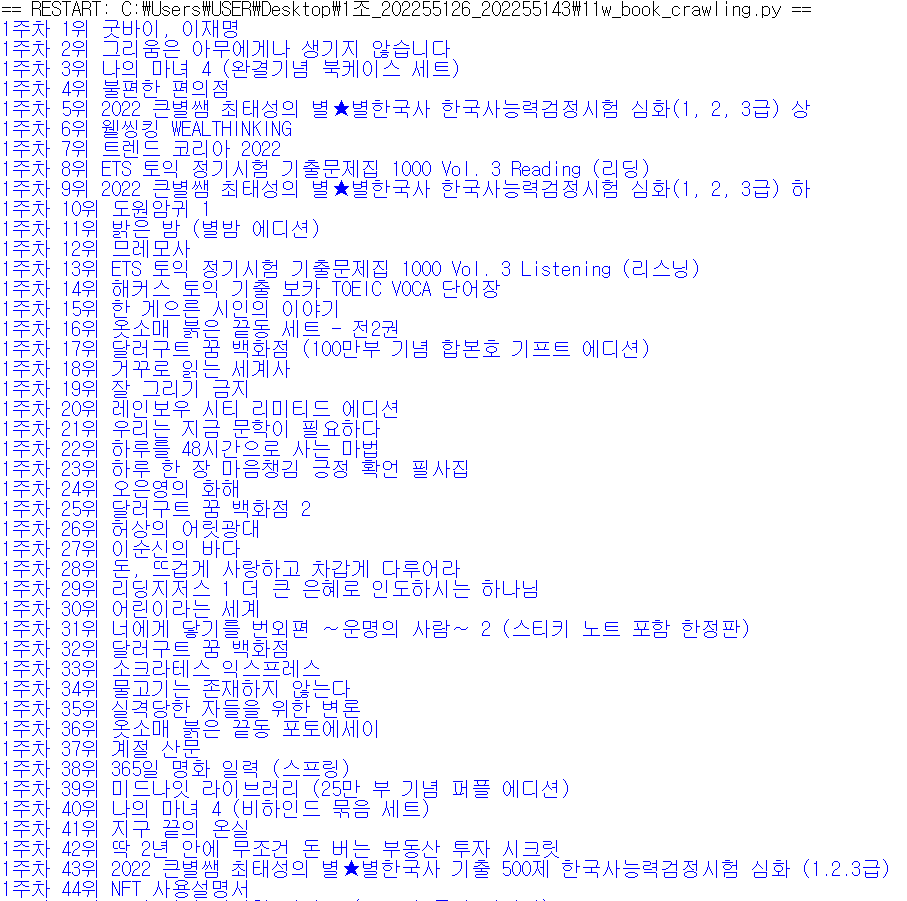 == RESTART: C:\Users\USER\Desktop\1조_202255126_202255143\11w_book_crawling.py ==
1주차 1위 굿바이, 이재명
1주차 2위 그리움은 아무에게나 생기지 않습니다
1주차 3위 나의 마녀 4 (완결기념 북케이스 세트)
1주차 4위 불편한 편의점
1주차 5위 2022 큰별쌤 최태성의 별★별한국사 한국사능력검정시험 심화(1, 2, 3급) 상
1주차 6위 웰씽킹 WEALTHINKING
1주차 7위 트렌드 코리아 2022
1주차 8위 ETS 토익 정기시험 기출문제집 1000 Vol. 3 Reading (리딩)
1주차 9위 2022 큰별쌤 최태성의 별★별한국사 한국사능력검정시험 심화(1, 2, 3급) 하
1주차 10위 도원암귀 1
1주차 11위 밝은 밤 (별밤 에디션)
1주차 12위 므레모사
1주차 13위 ETS 토익 정기시험 기출문제집 1000 Vol. 3 Listening (리스닝)
1주차 14위 해커스 토익 기출 보카 TOEIC VOCA 단어장
1주차 15위 한 게으른 시인의 이야기
1주차 16위 옷소매 붉은 끝동 세트 - 전2권
1주차 17위 달러구트 꿈 백화점 (100만부 기념 합본호 기프트 에디션)
1주차 18위 거꾸로 읽는 세계사
1주차 19위 잘 그리기 금지
1주차 20위 레인보우 시티 리미티드 에디션
1주차 21위 우리는 지금 문학이 필요하다
1주차 22위 하루를 48시간으로 사는 마법
1주차 23위 하루 한 장 마음챙김 긍정 확언 필사집
1주차 24위 오은영의 화해
1주차 25위 달러구트 꿈 백화점 2
1주차 26위 허상의 어릿광대
1주차 27위 이순신의 바다
1주차 28위 돈, 뜨겁게 사랑하고 차갑게 다루어라
1주차 29위 리딩지저스 1 더 큰 은혜로 인도하시는 하나님
1주차 30위 어린이라는 세계
1주차 31위 너에게 닿기를 번외편 ~운명의 사람~ 2 (스티키 노트 포함 한정판)
1주차 32위 달러구트 꿈 백화점
1주차 33위 소크라테스 익스프레스
1주차 34위 물고기는 존재하지 않는다
1주차 35위 실격당한 자들을 위한 변론
1주차 36위 옷소매 붉은 끝동 포토에세이
1주차 37위 계절 산문
1주차 38위 365일 명화 일력 (스프링)
1주차 39위 미드나잇 라이브러리 (25만 부 기념 퍼플 에디션)
1주차 40위 나의 마녀 4 (비하인드 묶음 세트)
1주차 41위 지구 끝의 온실
1주차 42위 딱 2년 안에 무조건 돈 버는 부동산 투자 시크릿
1주차 43위 2022 큰별쌤 최태성의 별★별한국사 기출 500제 한국사능력검정시험 심화 (1.2.3급)
1주차 44위 NFT 사용설명서